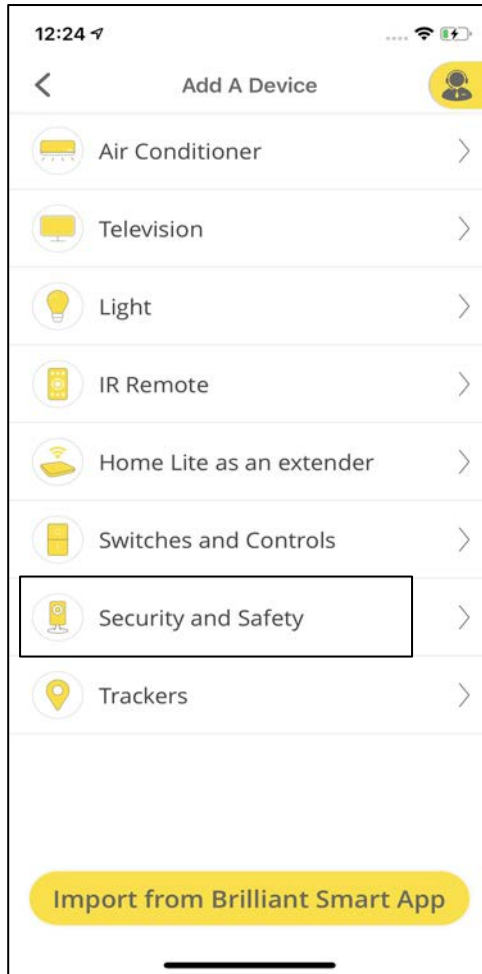 12:24
Add A Device
Air Conditioner
Television
Light
IR Remote
Home Lite as an extender
Switches and Controls
Security and Safety
Trackers
Import from Brilliant Smart App